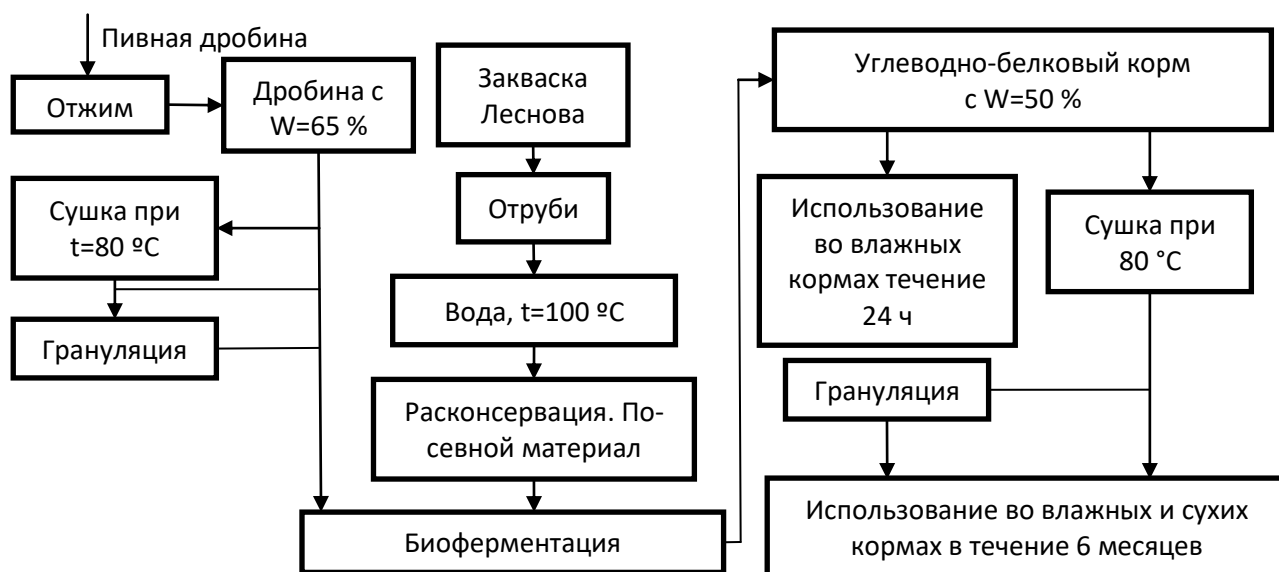 Пивная дробина
Отжим
Дробина с
W=65 %
Сушка при
t=80 ºC
Грануляция
Закваска
Леснова
Отруби
Вода, t=100 ºC
Расконсервация. По-
севной материал
Биоферментация
Углеводно-белковый корм
с W=50 %
Использование
во влажных
кормах течение
24 ч
Сушка при
80 °C
Грануляция
Использование во влажных и сухих
кормах в течение 6 месяцев